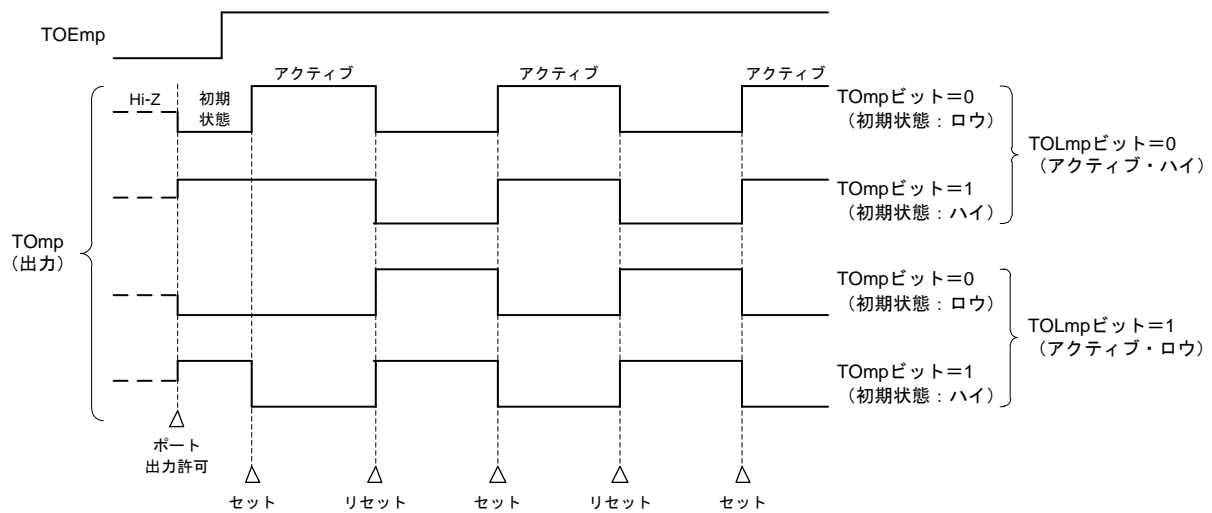 TOEmp
アクティブ
アクティブ
アクティブ
Hi-Z
初期
状態
TOmpビット=0
（初期状態：ロウ）
TOLmpビット=0
（アクティブ・ハイ）
TOmpビット=1
（初期状態：ハイ）
TOmp
（出力）
TOmpビット=0
（初期状態：ロウ）
TOLmpビット=1
（アクティブ・ロウ）
TOmpビット=1
（初期状態：ハイ）
ポート
出力許可
セット
リセット
セット
リセット
セット